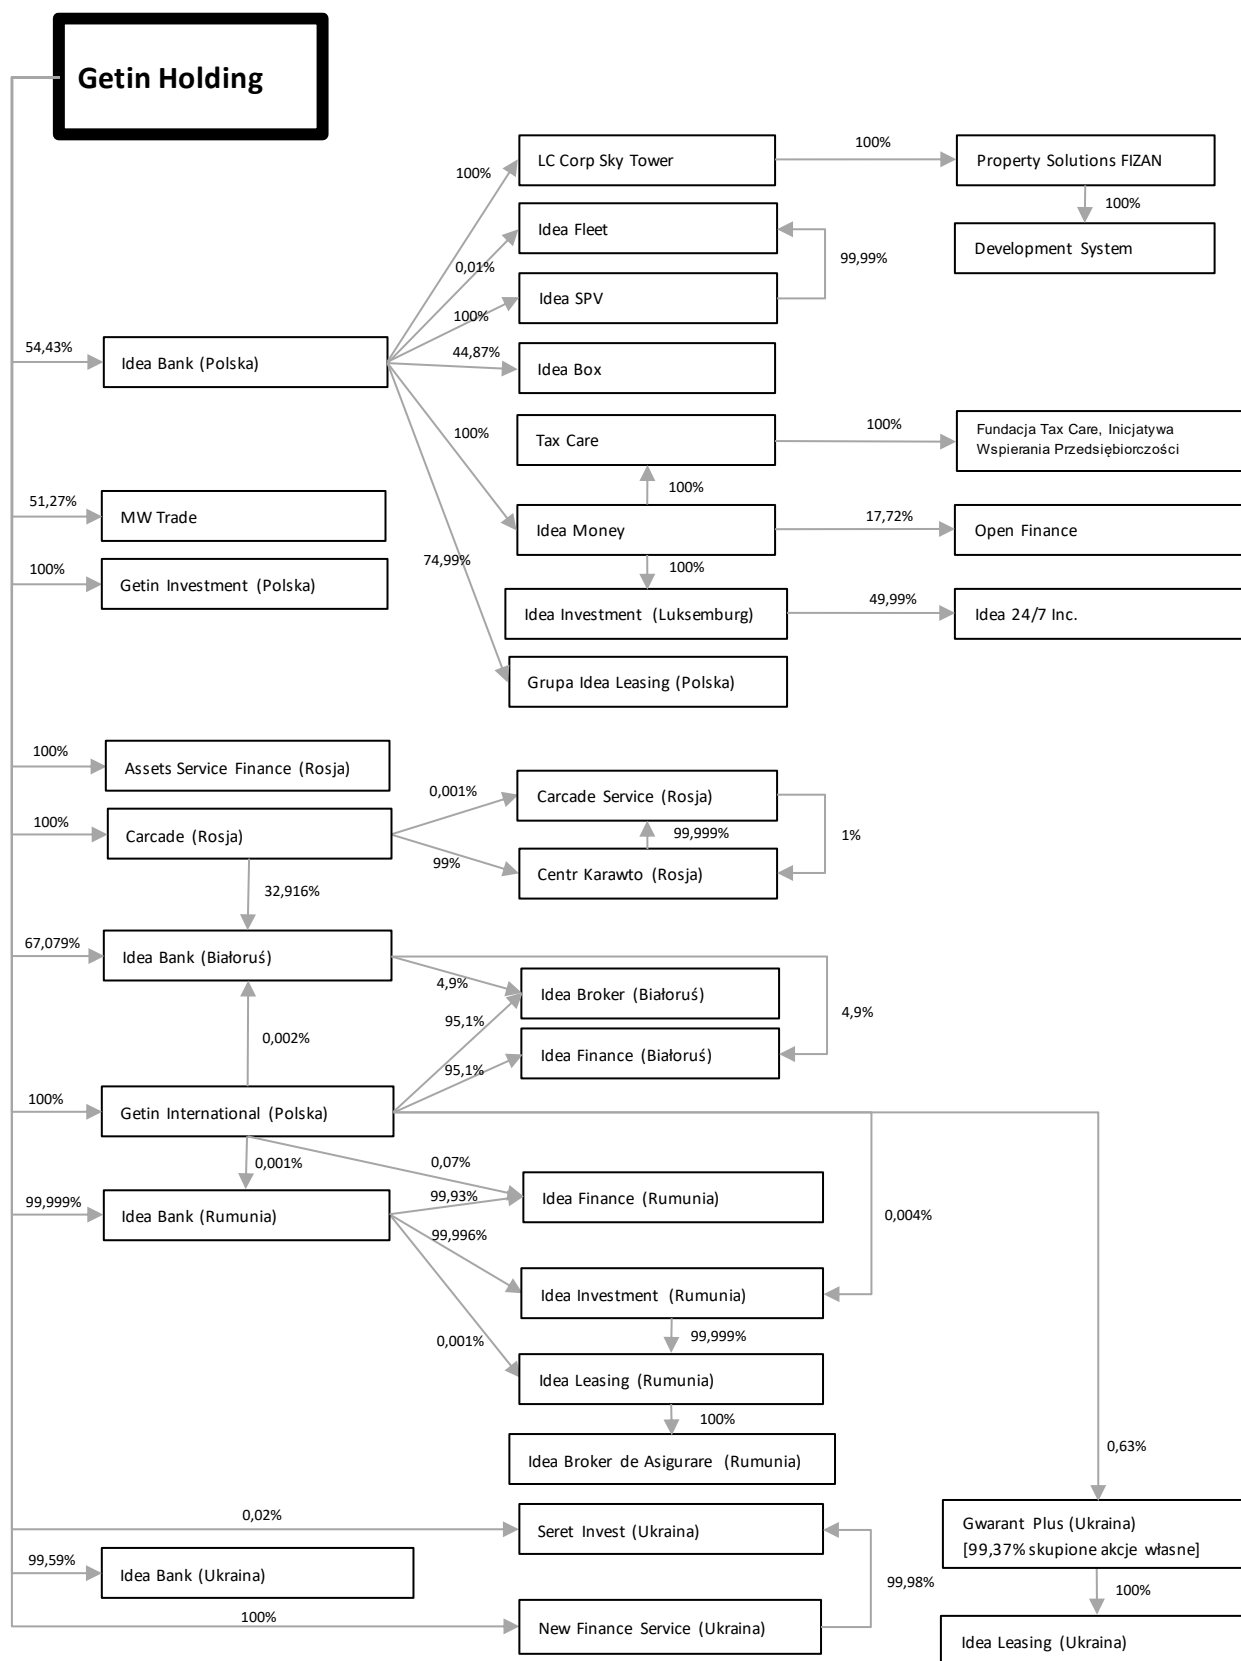 Getin Holding
LC Corp Sky Tower
100%
Property Solutions FIZAN
100%
100%
Idea Fleet
0,01%
99,99%
Development System
Idea SPV
100%
54,43%
Idea Bank (Polska)
44,87%
Idea Box
Tax Care
100%
Fundacja Tax Care, Inicjatywa
Wspierania Przedsiębiorczości
100%
100%
51,27%
MW Trade
Idea Money
17,72%
Open Finance
74,99%
100%
100%
Getin Investment (Polska)
Idea Investment (Luksemburg)
49,99%
Idea 24/7 Inc.
Grupa Idea Leasing (Polska)
100%
Assets Service Finance (Rosja)
0,001%
Carcade Service (Rosja)
100%
Carcade (Rosja)
99,999%
1%
99%
Centr Karawto (Rosja)
32,916%
67,079%
Idea Bank (Białoruś)
4,9%
Idea Broker (Białoruś)
4,9%
95,1%
0,002%
Idea Finance (Białoruś)
95,1%
100%
Getin International (Polska)
0,001%
0,07%
99,93%
Idea Finance (Rumunia)
99,999%
Idea Bank (Rumunia)
0,004%
99,996%
Idea Investment (Rumunia)
0,001%
99,999%
Idea Leasing (Rumunia)
100%
0,63%
Idea Broker de Asigurare (Rumunia)
0,02%
Seret Invest (Ukraina)
Gwarant Plus (Ukraina)
[99,37% skupione akcje własne]
99,59%
Idea Bank (Ukraina)
99,98%
100%
100%
New Finance Service (Ukraina)
Idea Leasing (Ukraina)